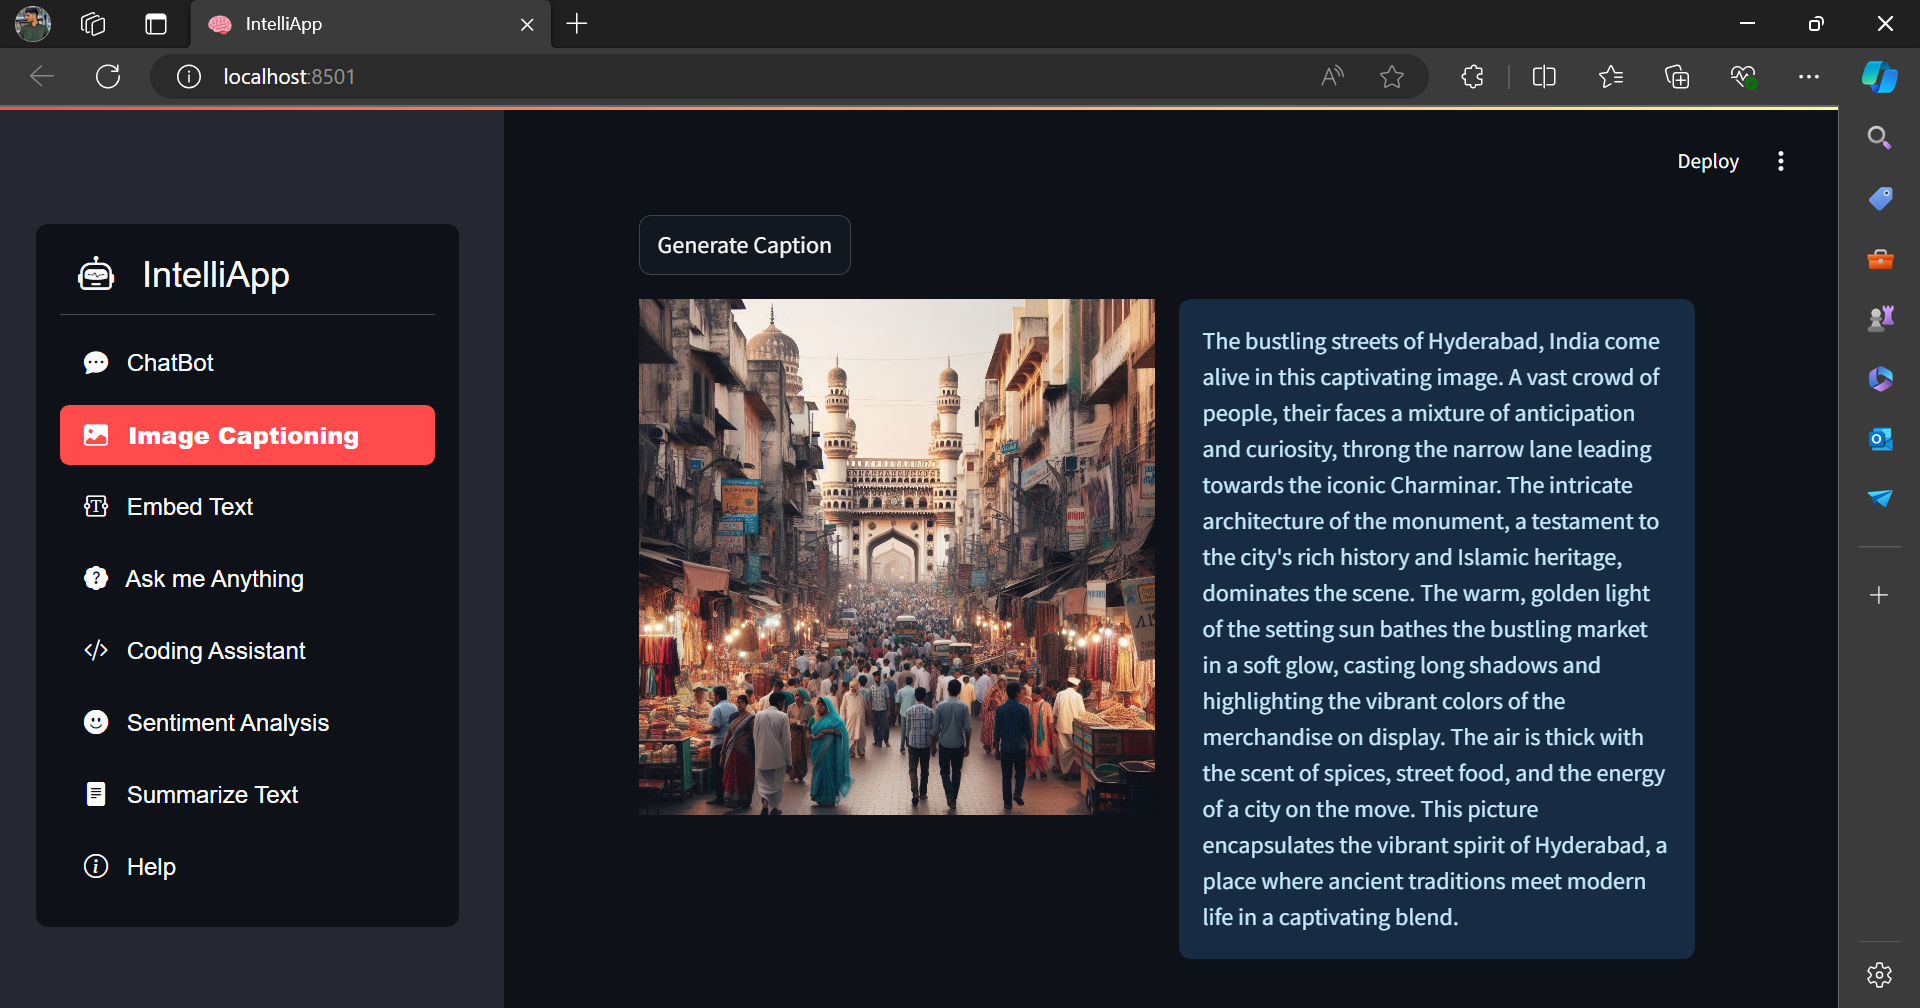 IntelliApp
localhost:8501
Deploy
IntelliApp
ChatBot
Image Captioning
Embed Text
Ask me Anything
Coding Assistant
Sentiment Analysis
Summarize Text
Help
Generate Caption
The bustling streets of Hyderabad, India come
alive in this captivating image. A vast crowd of
people, their faces a mixture of anticipation
and curiosity, throng the narrow lane leading
towards the iconic Charminar. The intricate
architecture of the monument, a testament to
the city's rich history and Islamic heritage,
dominates the scene. The warm, golden light
of the setting sun bathes the bustling market
in a soft glow, casting long shadows and
highlighting the vibrant colors of the
merchandise on display. The air is thick with
the scent of spices, street food, and the energy
of a city on the move. This picture
encapsulates the vibrant spirit of Hyderabad, a
place where ancient traditions meet modern
life in a captivating blend.